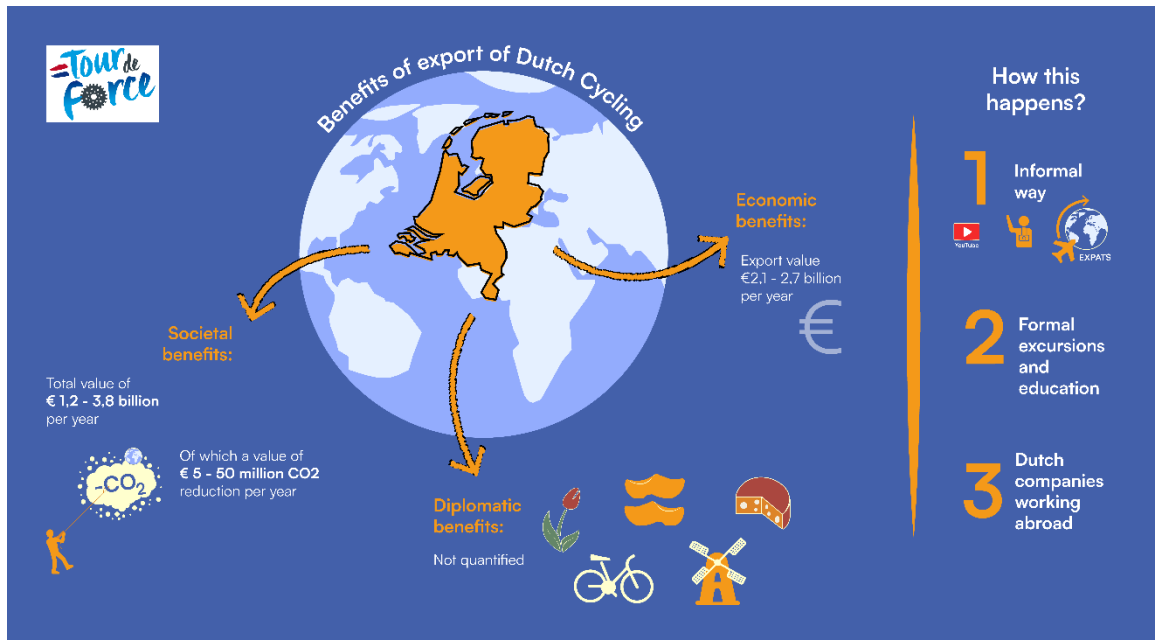 Tour de
force
Benefits of export of Dutch Cycling
Societal
benefits:
Total value of
€ 1,2 - 3,8 billion
per year
-CO2
Of which a value of
€ 5 - 50 million CO2
reduction per year
Diplomatic
benefits:
Not quantified
Economic
benefits:
Export value
€2,1 - 2,7 billion
per year
€
How this
happens?
1
Informal
way
YouTube
EXPATS
2
Formal
excursions
and
education
3
Dutch
companies
working
abroad